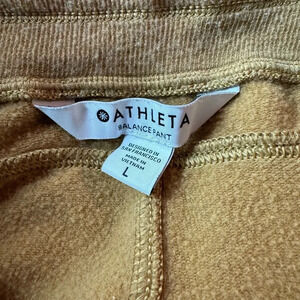 ATHLETA
BALANCE PANT
DESIGNED IN
SAN FRANCISCO
MADE IN
VIETNAM
L